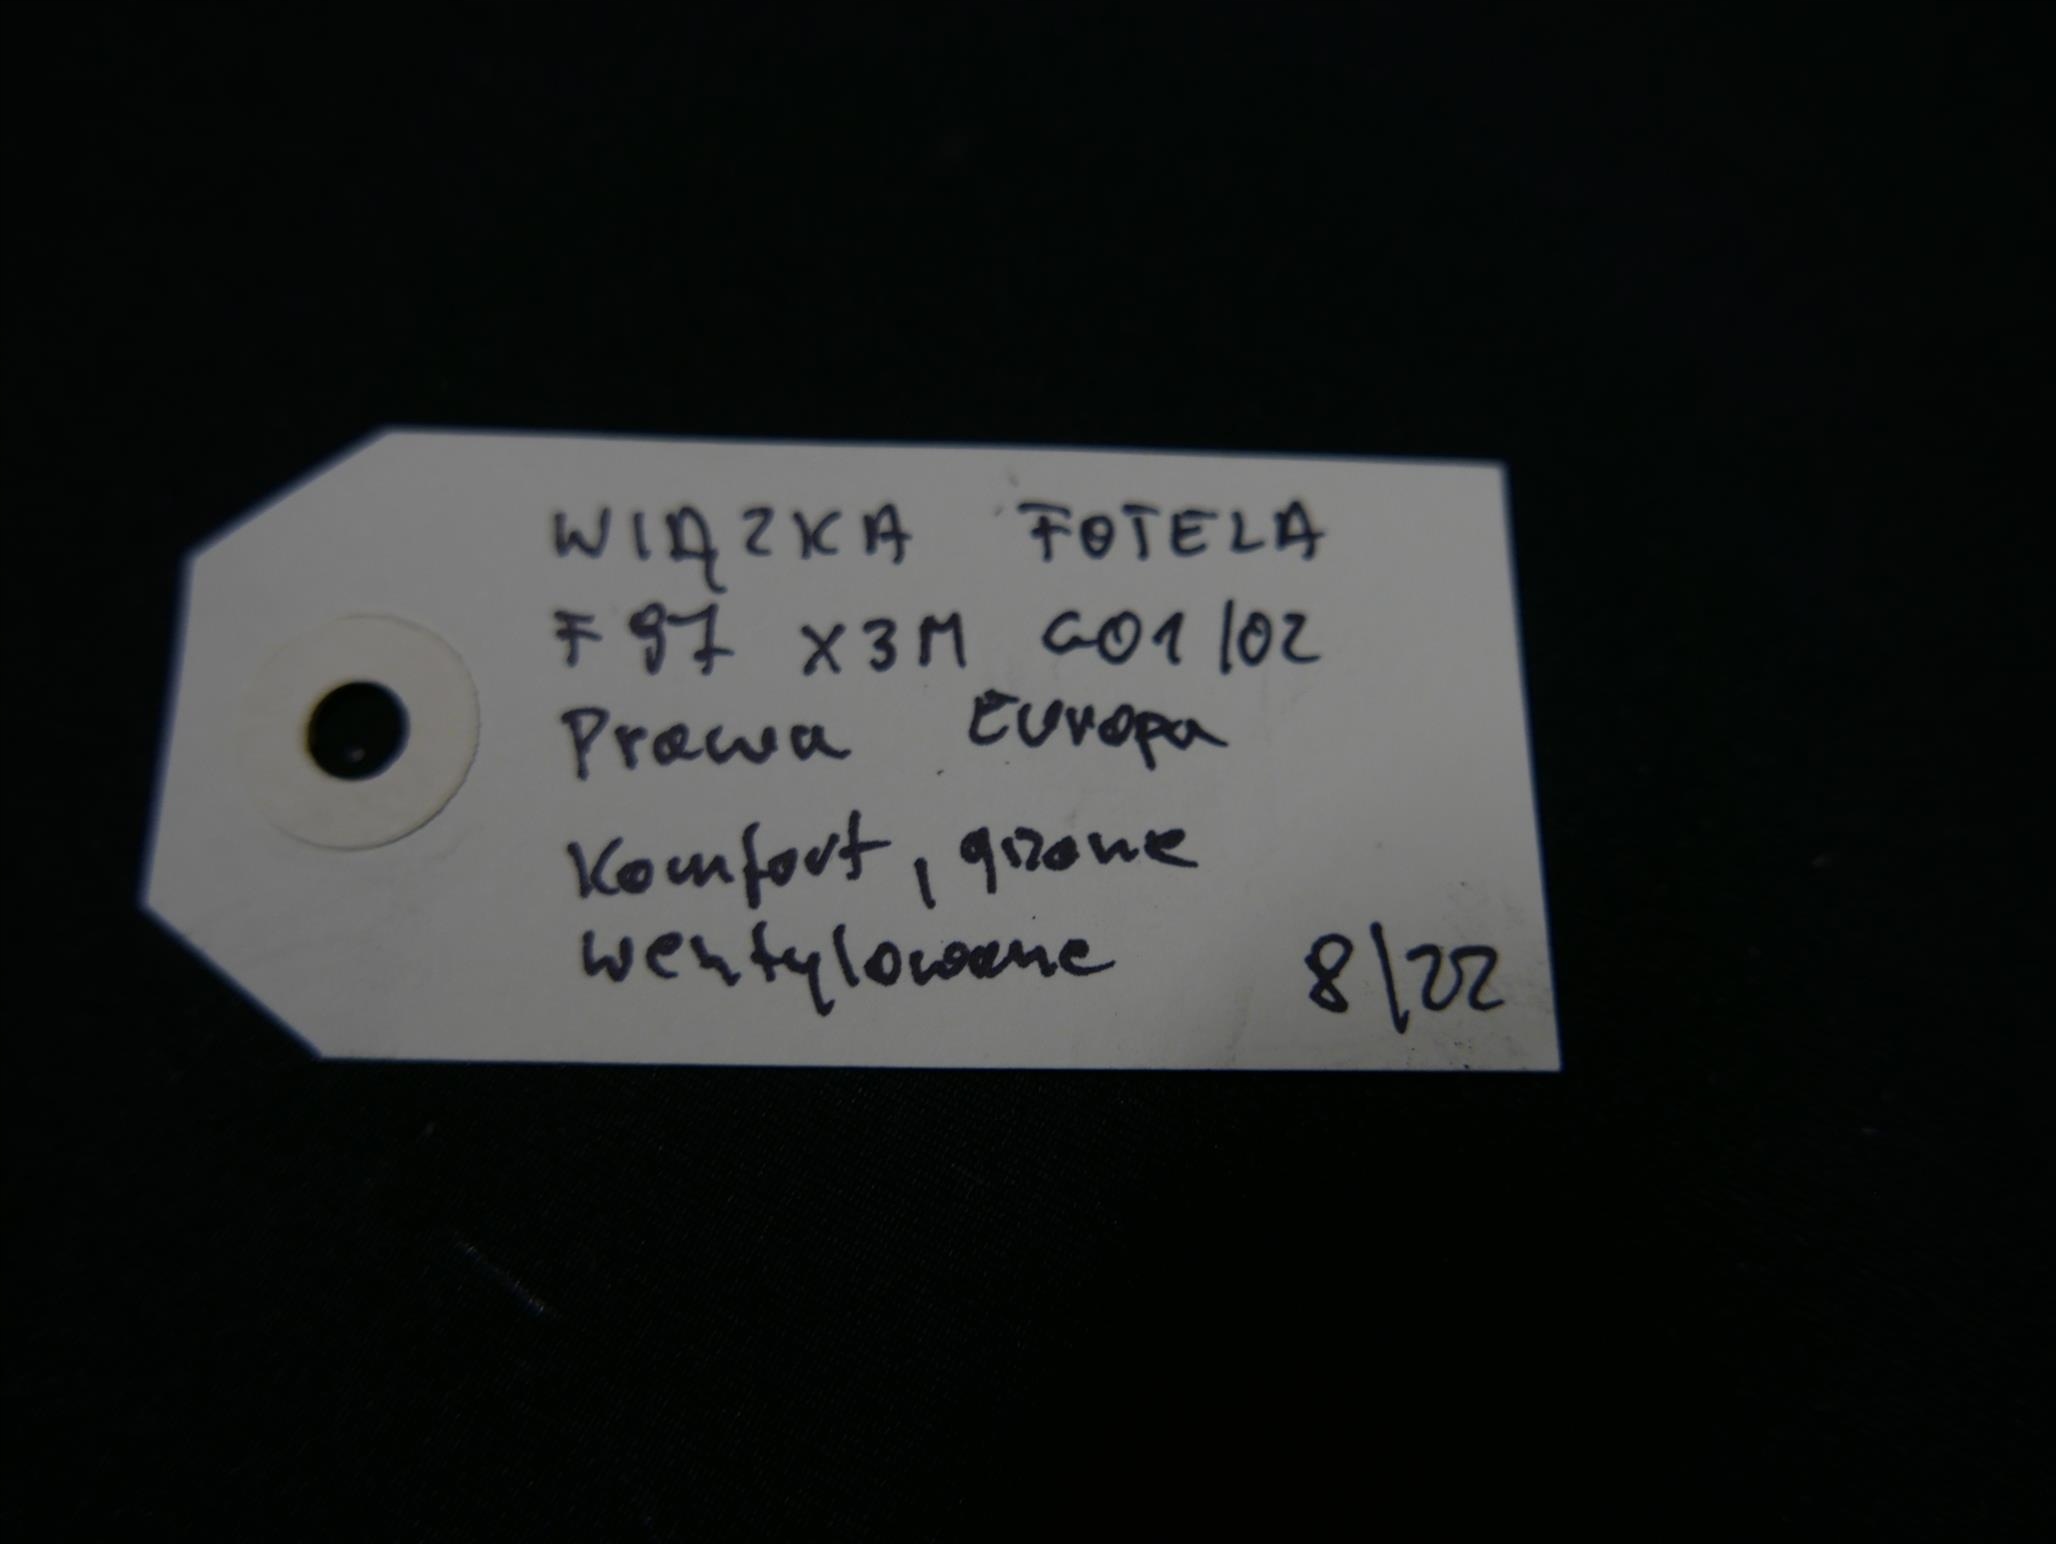 WIĄZKA FOTELA
F97 X3M G01/02
Prawa Europa
Komfort, grzane
wentylowane 8/22